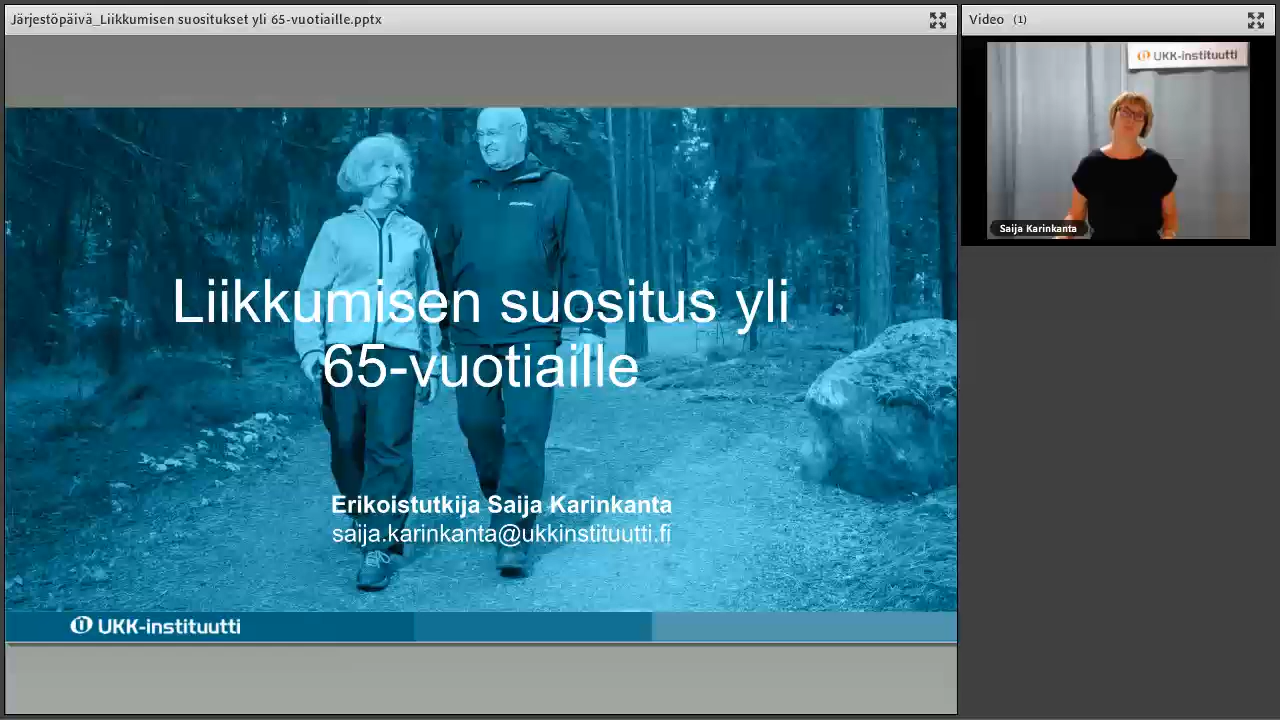 Järjestöpäivä_Liikkumisen suositukset yli 65-vuotiaille.pptx
Video (1)
UKK-instituutti
Saija Karinkanta
Liikkumisen suositus yli
65-vuotiaille
Erikoistutkija Saija Karinkanta
saija.karinkanta@ukkinstituutti.fi
UKK-instituutti